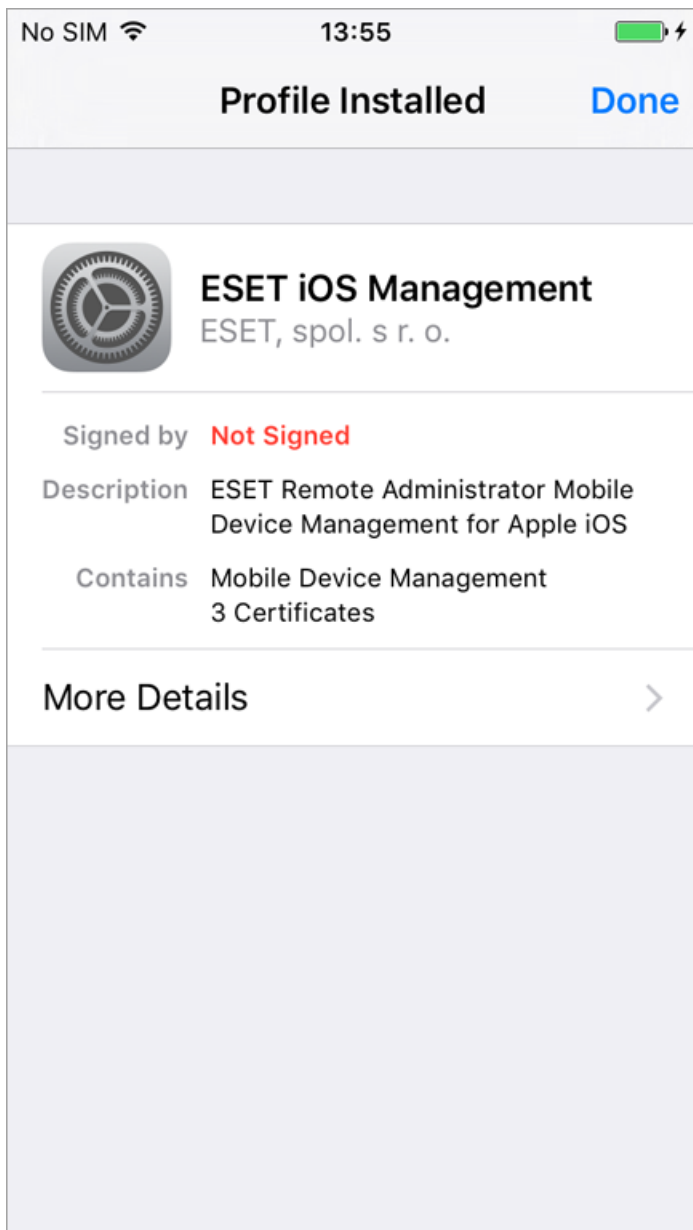 No SIM 13:55
Profile Installed Done
ESET iOS Management
ESET, spol. s r. o.
Signed by Not Signed
Description ESET Remote Administrator Mobile
Device Management for Apple iOS
Contains Mobile Device Management
3 Certificates
More Details